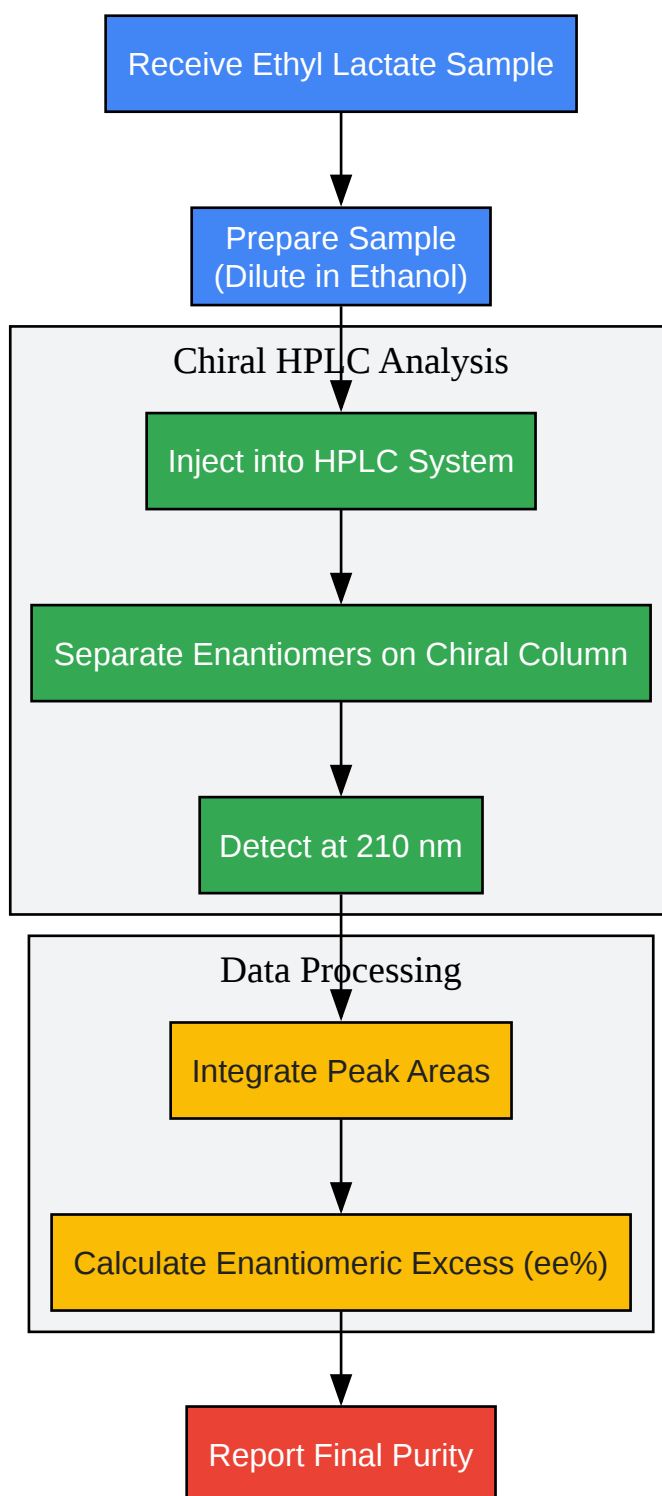 Receive Ethyl Lactate Sample
Prepare Sample
(Dilute in Ethanol)
Chiral HPLC Analysis
Inject into HPLC System
Separate Enantiomers on Chiral Column
Detect at 210 nm
Data Processing
Integrate Peak Areas
Calculate Enantiomeric Excess (ee%)
Report Final Purity